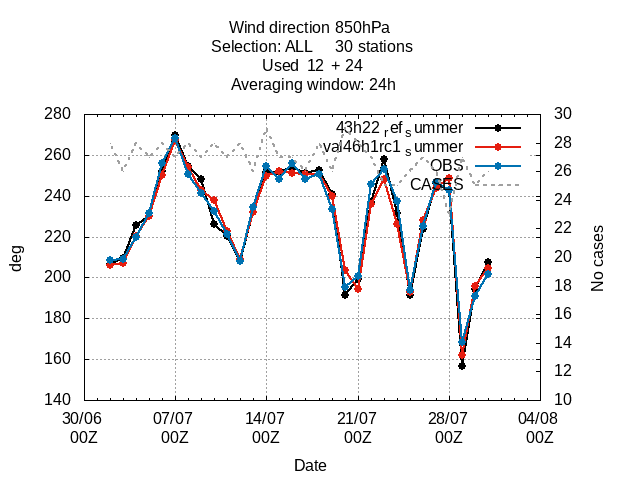 Wind direction 850hPa
Selection: ALL     30 stations
Used  12  + 24
Averaging window: 24h
43h22_ref_summer
val46h1rc1_summer
OBS
CASES
280
260
240
220
200
180
160
140
deg
30
28
26
24
22
20
18
16
14
12
10
No cases
30/06 00Z
07/07 00Z
14/07 00Z
21/07 00Z
28/07 00Z
04/08 00Z
Date